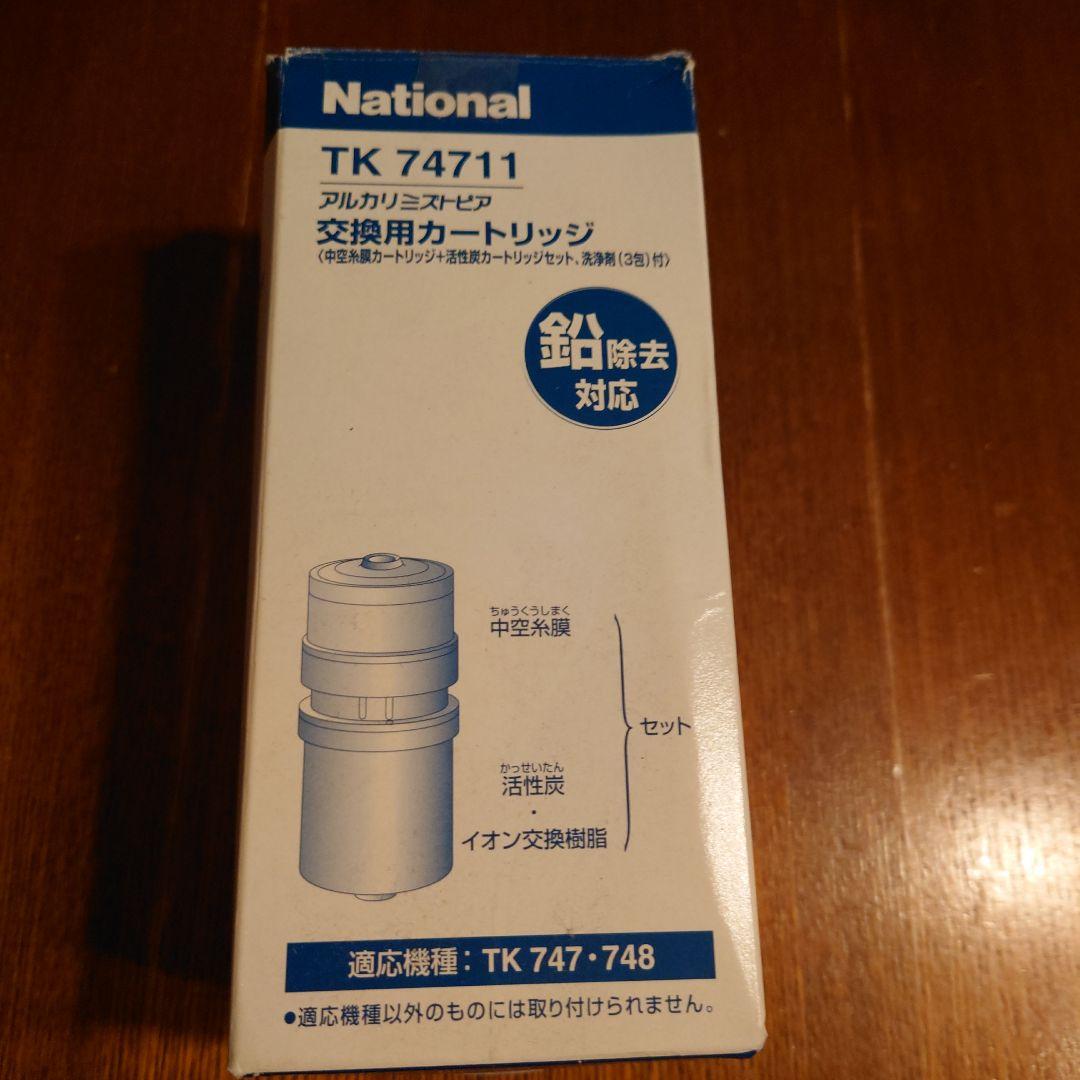 National
TK 74711
アルカリミズトピア
交換用カートリッジ
〈中空糸膜カートリッジ+活性炭カートリッジセット、洗浄剤(3包)付〉
鉛除去
対応
ちゅうくうしまく
中空糸膜
セット
かっせいたん
活性炭
・
イオン交換樹脂
適応機種：TK 747・748
●適応機種以外のものには取り付けられません。